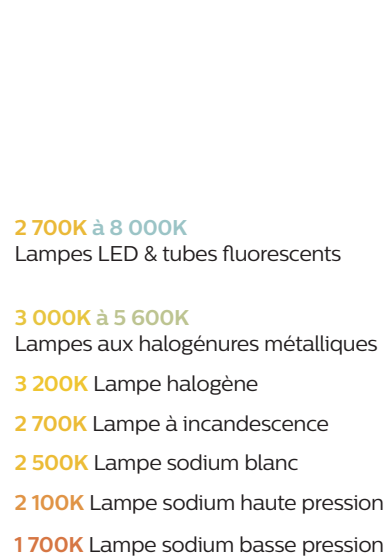 2 700K à 8 000K
Lampes LED & tubes fluorescents
3 000K à 5 600K
Lampes aux halogénures métalliques
3 200K Lampe halogène
2 700K Lampe à incandescence
2 500K Lampe sodium blanc
2 100K Lampe sodium haute pression
1 700K Lampe sodium basse pression